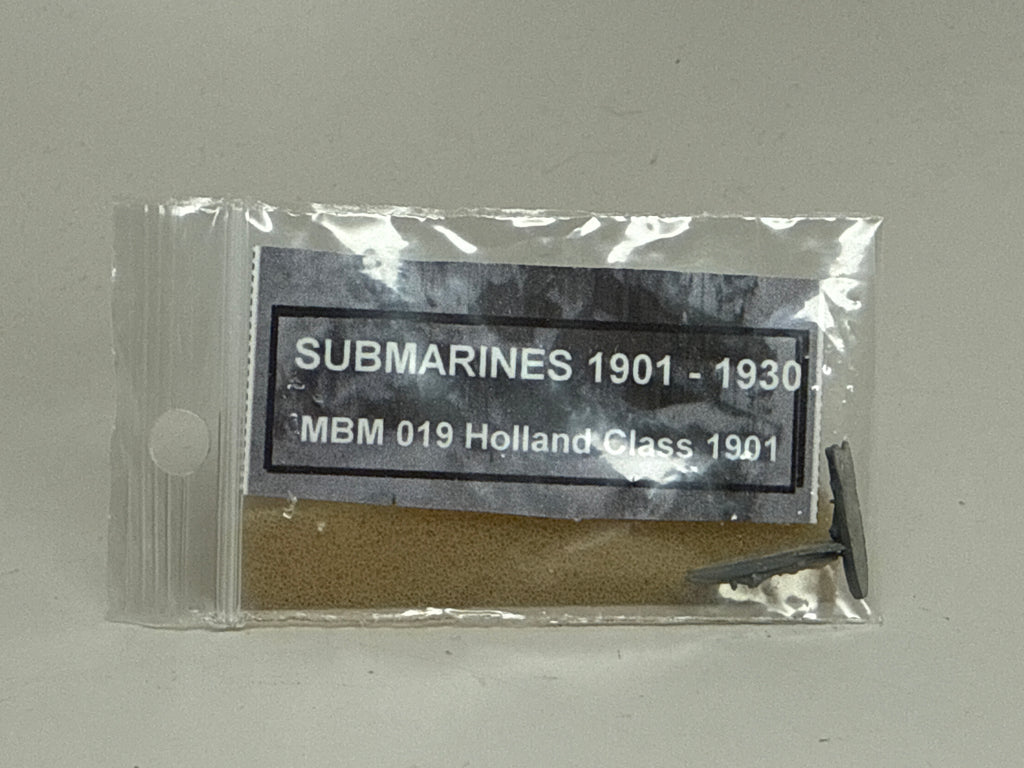 SUBMARINES 1901 - 1930
MBM 019 Holland Class 1901